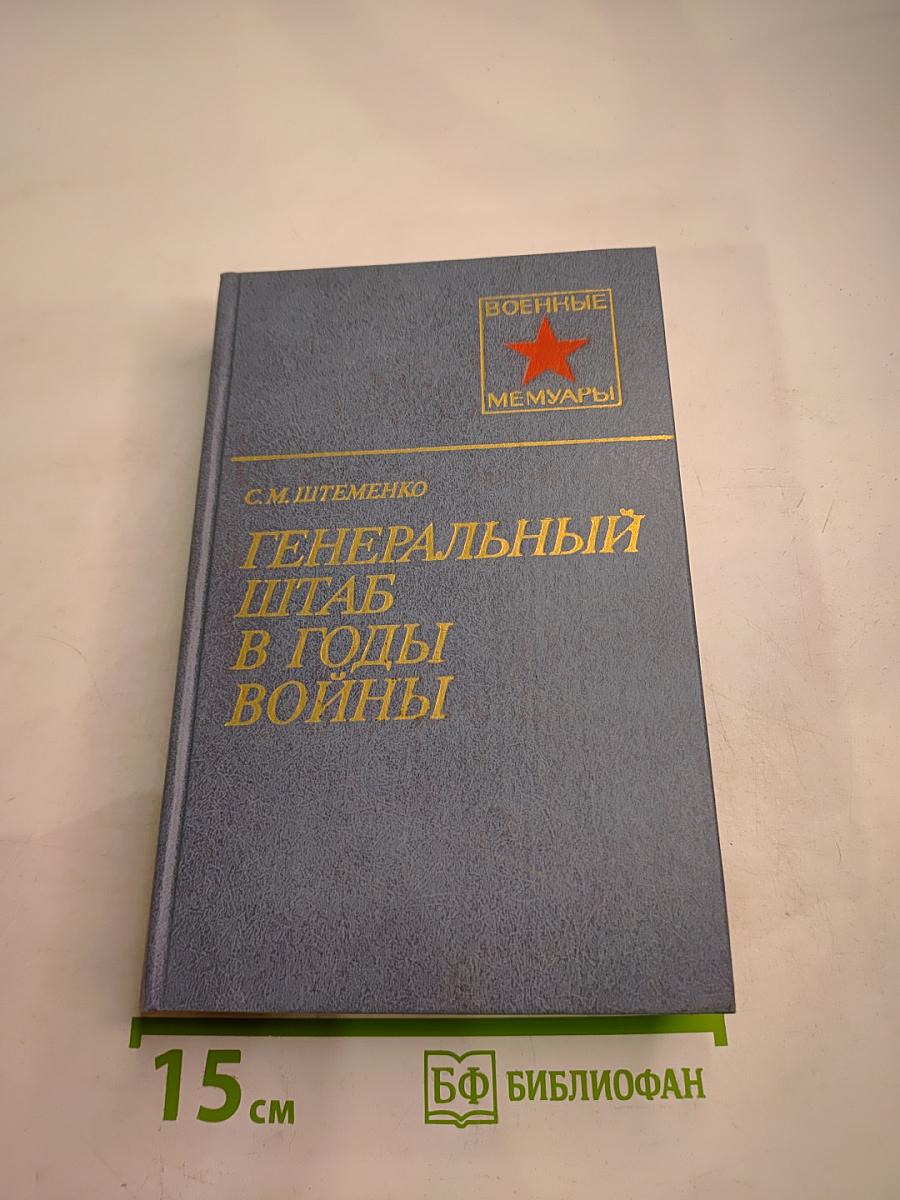 ВОЕННЫЕ
МЕМУАРЫ
С. М. ШТЕМЕНКО
ГЕНЕРАЛЬНЫЙ
ШТАБ
В ГОДЫ
ВОЙНЫ
15 см
БФ БИБЛИОФАН